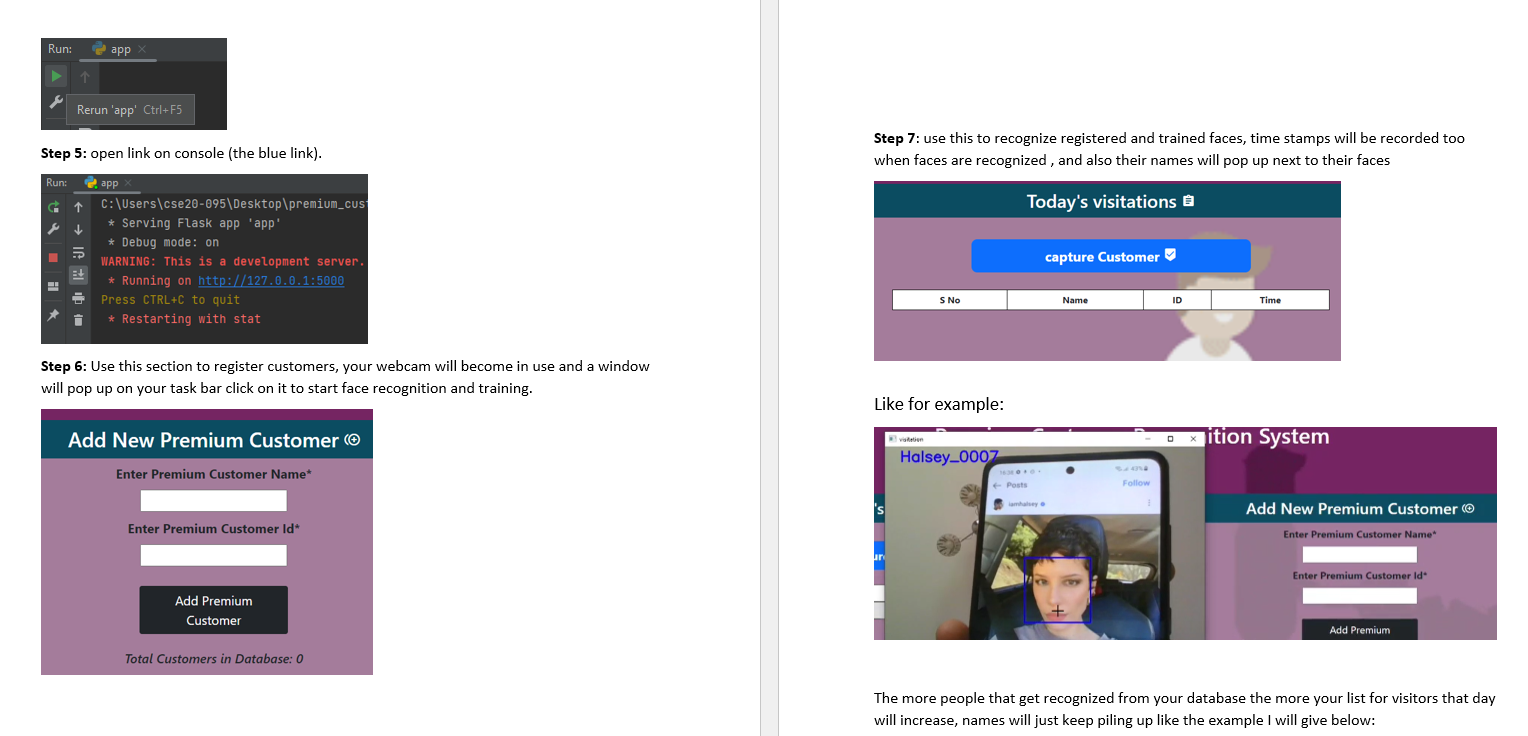 Run: app
Rerun 'app' Ctrl+F5
Step 5: open link on console (the blue link).
Run: app
C:\Users\cse20-095\Desktop\premium_cust
* Serving Flask app 'app'
* Debug mode: on
WARNING: This is a development server.
* Running on http://127.0.0.1:5000
Press CTRL+C to quit
* Restarting with stat
Step 6: Use this section to register customers, your webcam will become in use and a window
will pop up on your task bar click on it to start face recognition and training.
Add New Premium Customer
Enter Premium Customer Name*
Enter Premium Customer Id*
Add Premium
Customer
Total Customers in Database: 0
Step 7: use this to recognize registered and trained faces, time stamps will be recorded too
when faces are recognized , and also their names will pop up next to their faces
Today's visitations
capture Customer
S No Name ID Time
Like for example:
visitation
ition System
Halsey_0007
Posts Follow
iamhalsey
's
Add New Premium Customer
Enter Premium Customer Name*
Enter Premium Customer Id*
Add Premium
The more people that get recognized from your database the more your list for visitors that day
will increase, names will just keep piling up like the example I will give below: